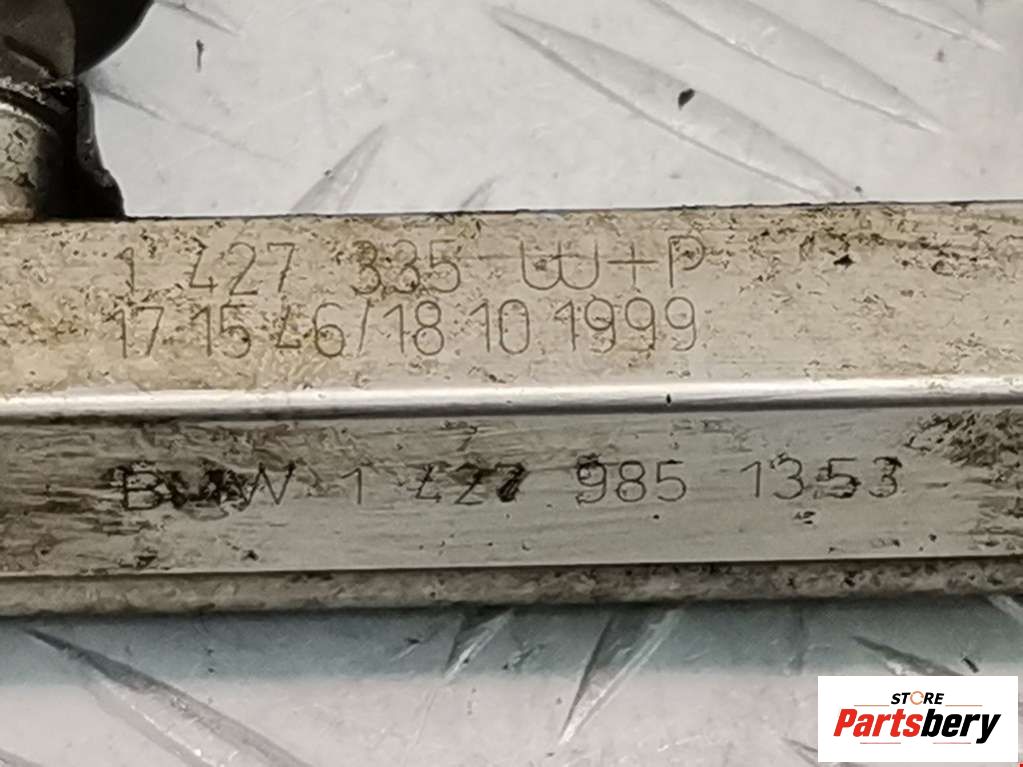 1 427 335 W+P
17 15 46/18 10 1999
BMW 1 427 985 1353
STORE
Partsbery